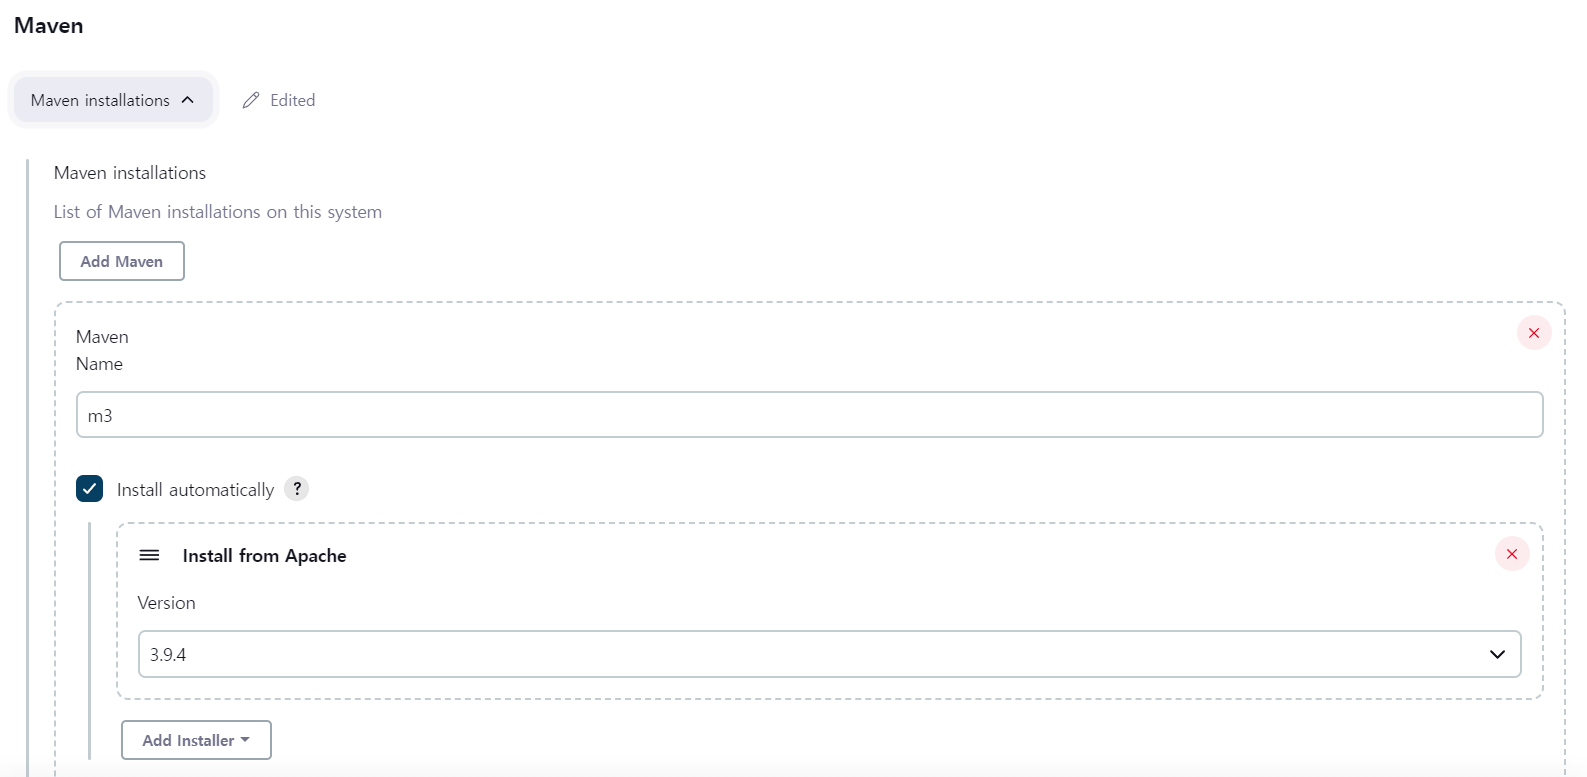 Maven
Maven installations
Edited
Maven installations
List of Maven installations on this system
Add Maven
Maven
Name
m3
Install automatically ?
Install from Apache
Version
3.9.4
Add Installer